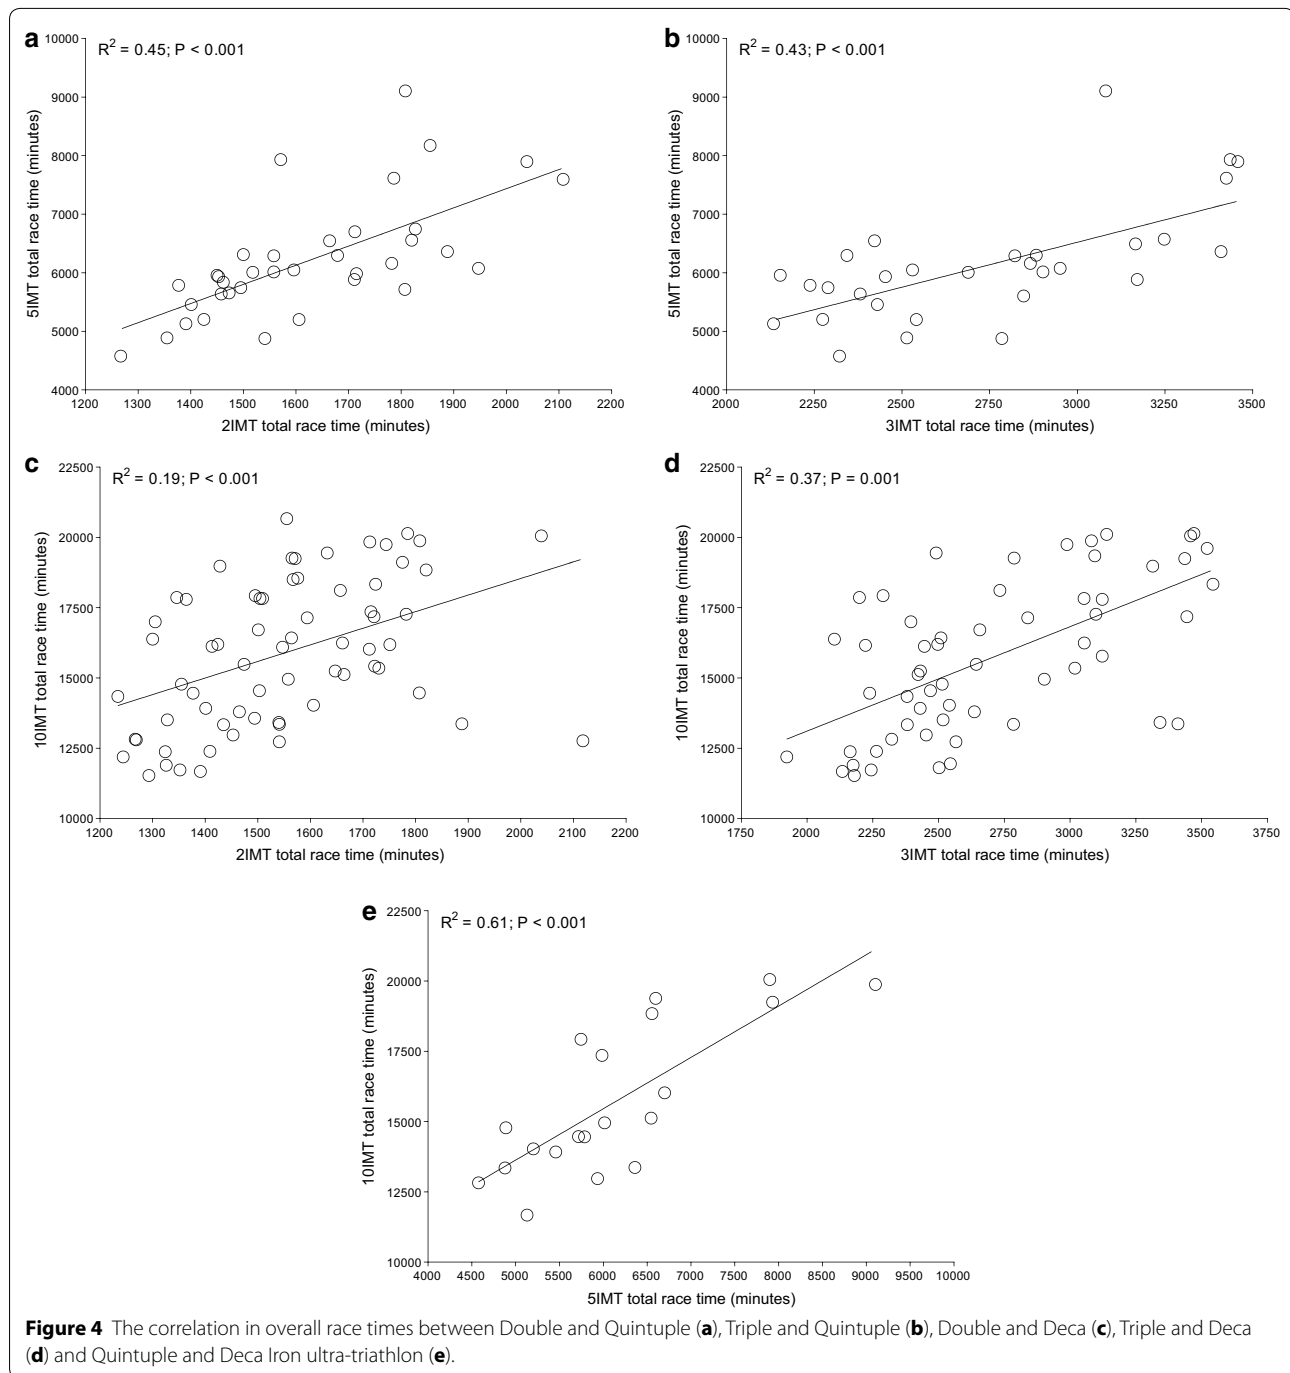 a
R² = 0.45; P < 0.001
10000
9000
8000
7000
6000
5000
4000
5IMT total race time (minutes)
1200 1300 1400 1500 1600 1700 1800 1900 2000 2100 2200
2IMT total race time (minutes)
b
R² = 0.43; P < 0.001
10000
9000
8000
7000
6000
5000
4000
5IMT total race time (minutes)
2000 2250 2500 2750 3000 3250 3500
3IMT total race time (minutes)
c
R² = 0.19; P < 0.001
22500
20000
17500
15000
12500
10000
10IMT total race time (minutes)
1200 1300 1400 1500 1600 1700 1800 1900 2000 2100 2200
2IMT total race time (minutes)
d
R² = 0.37; P = 0.001
22500
20000
17500
15000
12500
10000
10IMT total race time (minutes)
1750 2000 2250 2500 2750 3000 3250 3500 3750
3IMT total race time (minutes)
e
R² = 0.61; P < 0.001
22500
20000
17500
15000
12500
10000
10IMT total race time (minutes)
4000 4500 5000 5500 6000 6500 7000 7500 8000 8500 9000 9500 10000
5IMT total race time (minutes)
Figure 4 The correlation in overall race times between Double and Quintuple (a), Triple and Quintuple (b), Double and Deca (c), Triple and Deca
(d) and Quintuple and Deca Iron ultra-triathlon (e).